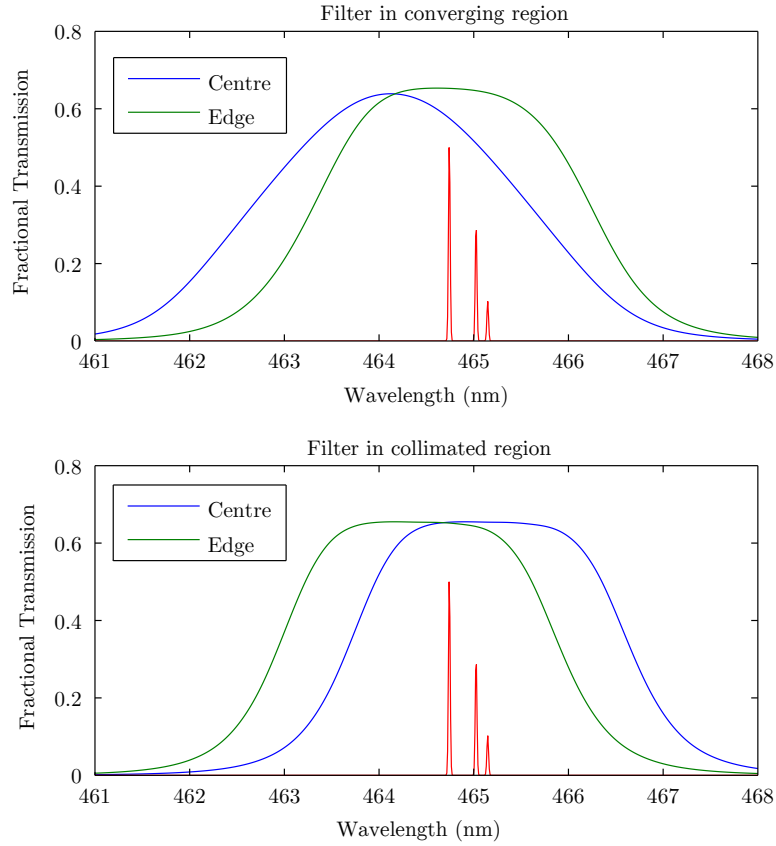 Filter in converging region
Fractional Transmission
0.8
0.6
0.4
0.2
0
Centre
Edge
461 462 463 464 465 466 467 468
Wavelength (nm)
Filter in collimated region
Fractional Transmission
0.8
0.6
0.4
0.2
0
Centre
Edge
461 462 463 464 465 466 467 468
Wavelength (nm)